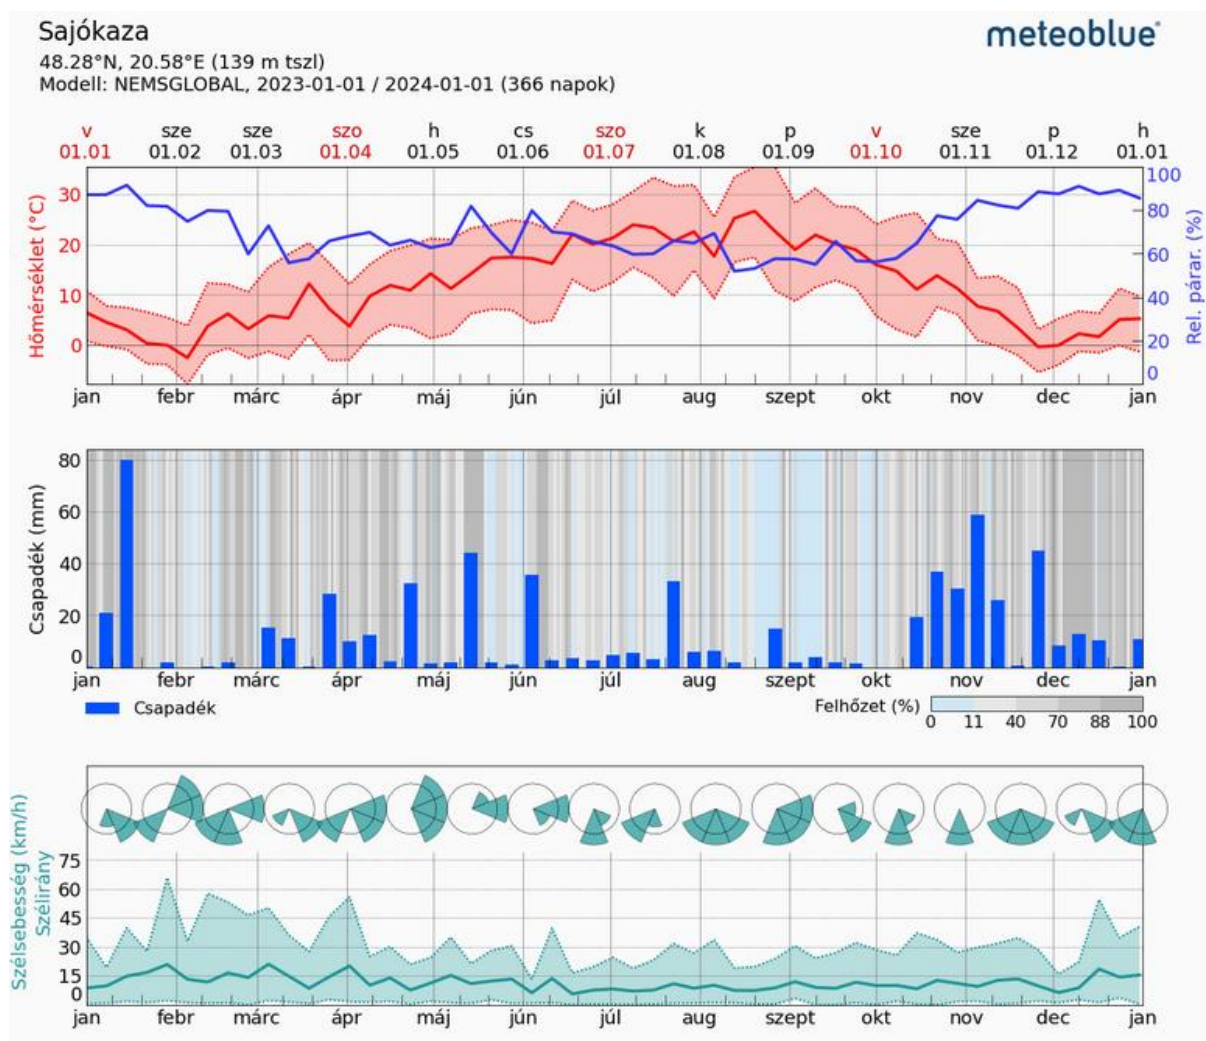 Sajókaza
meteoblue
48.28°N, 20.58°E (139 m tszl)
Modell: NEMSGLOBAL, 2023-01-01 / 2024-01-01 (366 napok)
v sze sze szo h cs szo k p v sze p h
01.01 01.02 01.03 01.04 01.05 01.06 01.07 01.08 01.09 01.10 01.11 01.12 01.01
Hőmérséklet (°C)
30
20
10
0
100
80
60
40
20
0
Rel. párar. (%)
jan febr márc ápr máj jún júl aug szept okt nov dec jan
Csapadék (mm)
80
60
40
20
0
jan febr márc ápr máj jún júl aug szept okt nov dec jan
Csapadék
Felhőzet (%)
0 11 40 70 88 100
Szélsebesség (km/h)
Szélirány
75
60
45
30
15
0
jan febr márc ápr máj jún júl aug szept okt nov dec jan